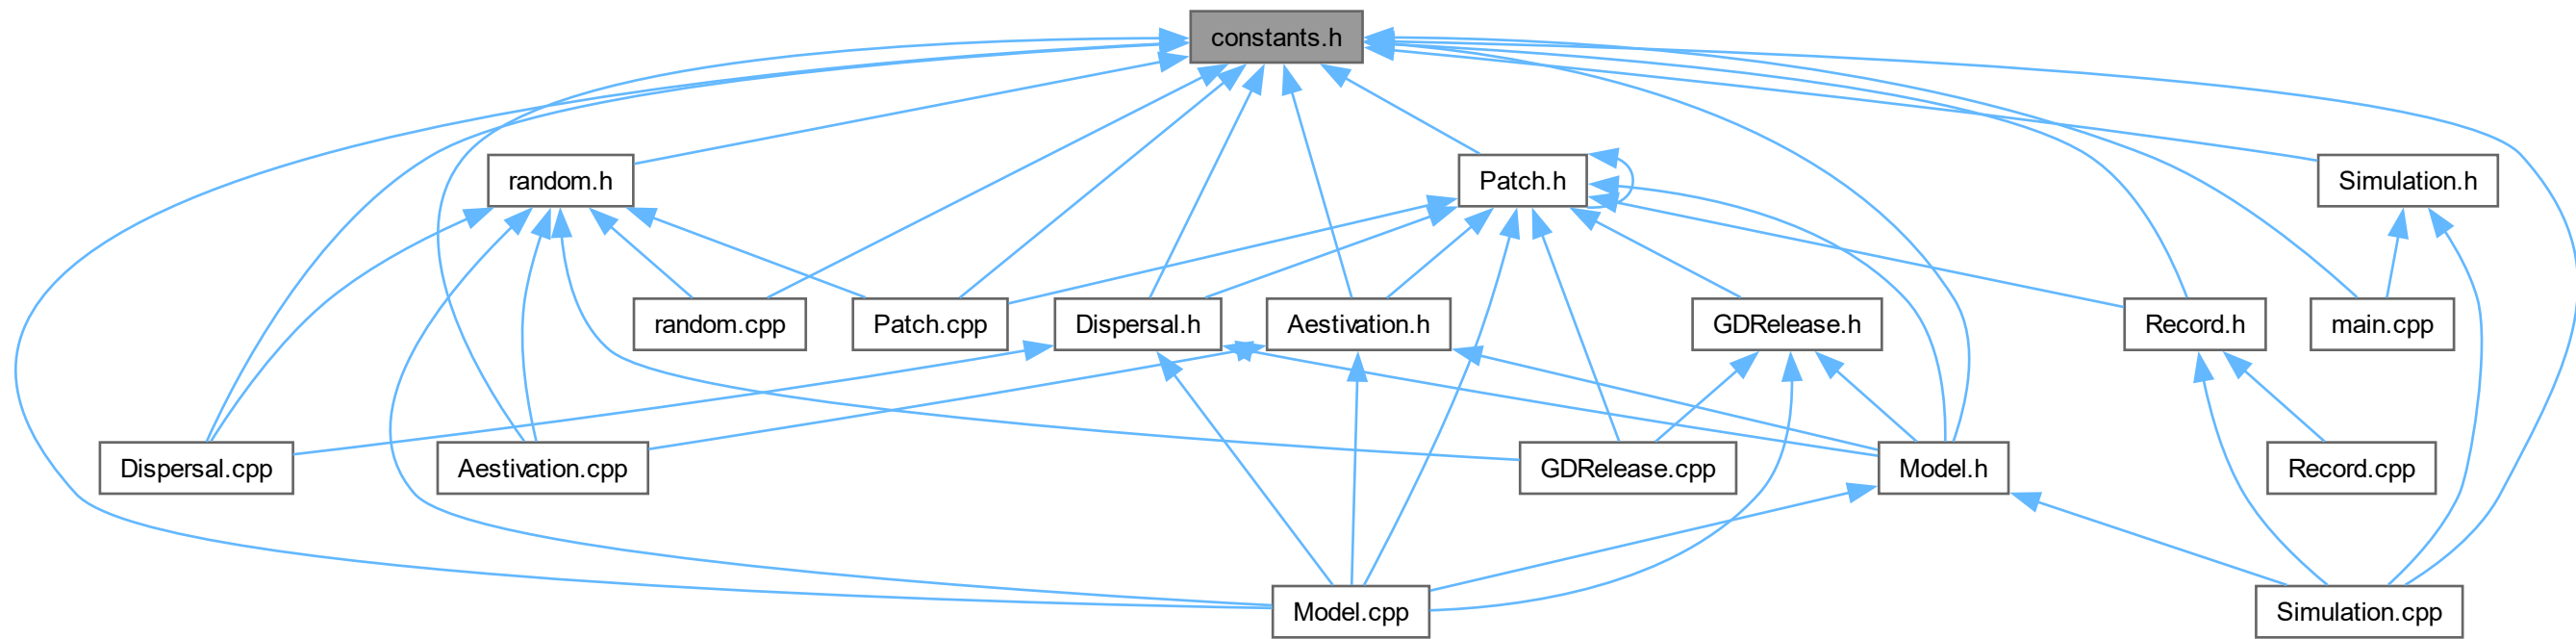 constants.h
random.h
Patch.h
Simulation.h
random.cpp
Patch.cpp
Dispersal.h
Aestivation.h
GDRelease.h
Record.h
main.cpp
Dispersal.cpp
Aestivation.cpp
GDRelease.cpp
Model.h
Record.cpp
Model.cpp
Simulation.cpp